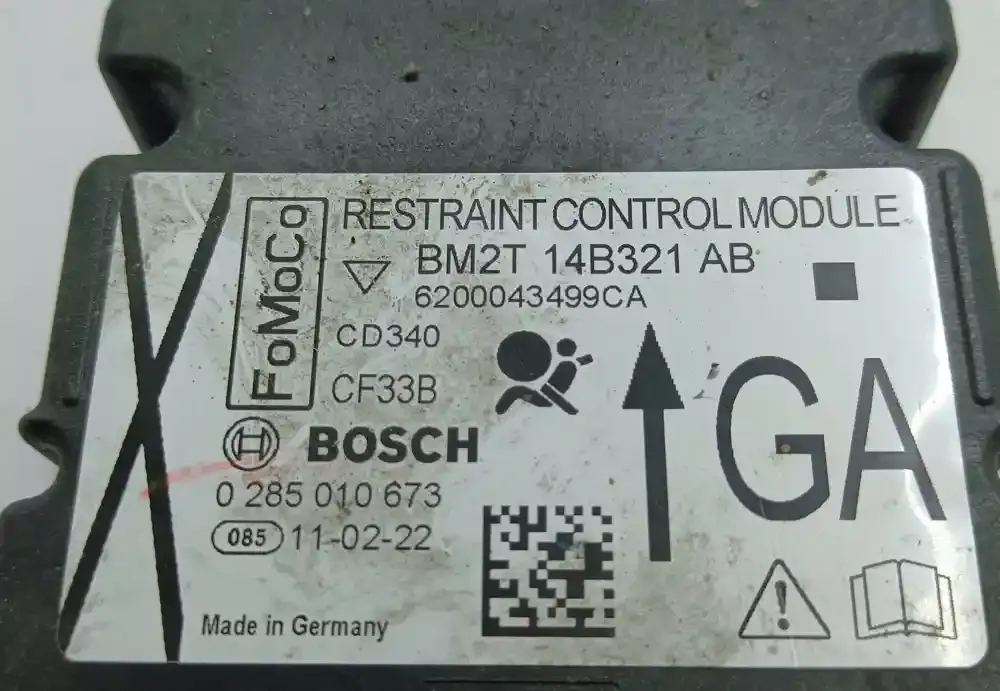 FoMoCo
RESTRAINT CONTROL MODULE
BM2T 14B321 AB
6200043499CA
CD340
CF33B
BOSCH
0 285 010 673
085 11-02-22
GA
Made in Germany